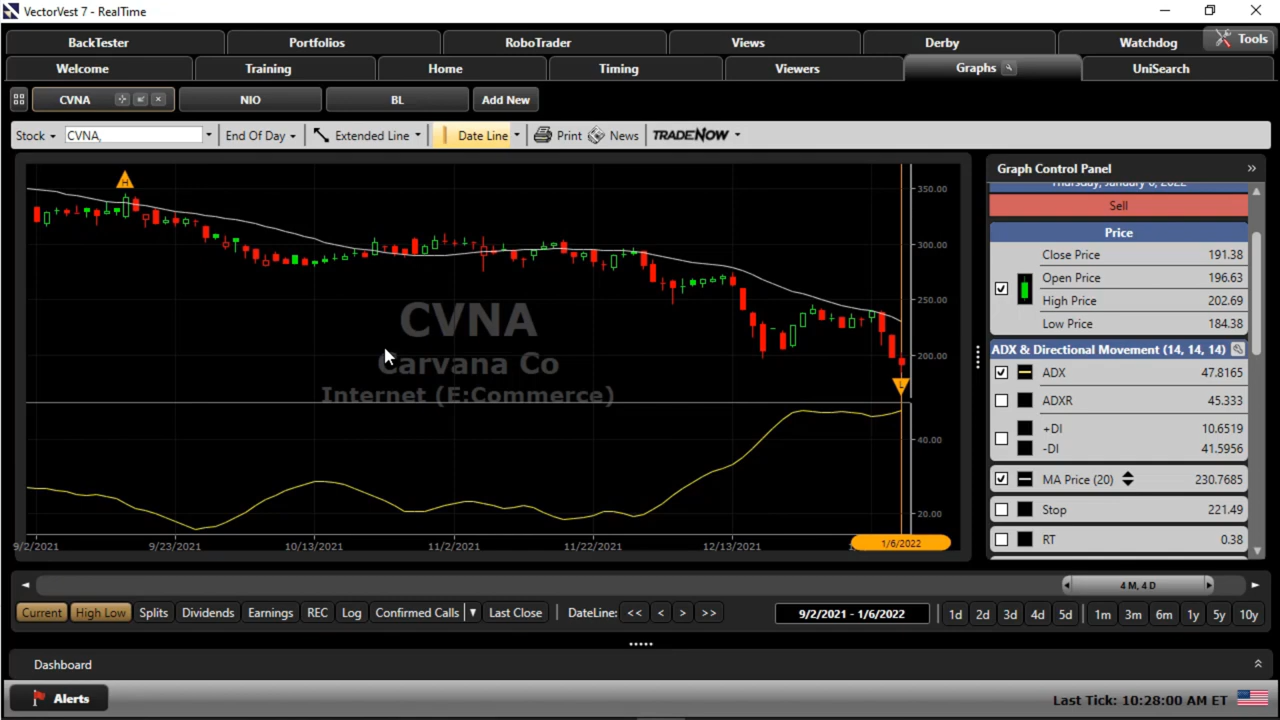 VectorVest 7 - RealTime
BackTester Portfolios RoboTrader Views Derby Watchdog Tools
Welcome Training Home Timing Viewers Graphs UniSearch
CVNA NIO BL Add New
Stock CVNA, End Of Day Extended Line Date Line Print News TRADENOW
Graph Control Panel
Thursday, January 6, 2022
Sell
Price
Close Price 191.38
Open Price 196.63
High Price 202.69
Low Price 184.38
ADX & Directional Movement (14, 14, 14)
ADX 47.8165
ADXR 45.333
+DI 10.6519
-DI 41.5956
MA Price (20) 230.7685
Stop 221.49
RT 0.38
H
350.00
300.00
250.00
200.00
L
CVNA
Carvana Co
Internet (E:Commerce)
40.00
20.00
9/2/2021 9/23/2021 10/13/2021 11/2/2021 11/22/2021 12/13/2021 1/6/2022
4 M, 4 D
Current High Low Splits Dividends Earnings REC Log Confirmed Calls Last Close DateLine: << < > >> 9/2/2021 - 1/6/2022 1d 2d 3d 4d 5d 1m 3m 6m 1y 5y 10y
Dashboard
Alerts
Last Tick: 10:28:00 AM ET